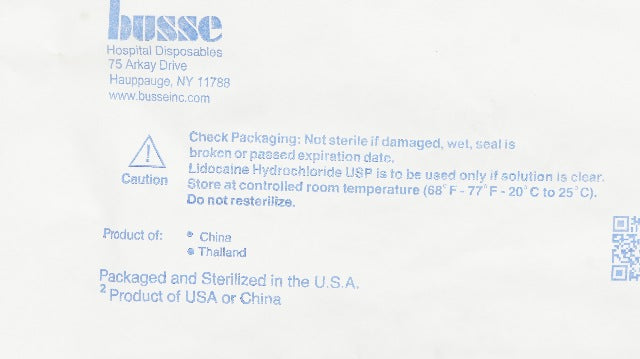 busse
Hospital Disposables
75 Arkay Drive
Hauppauge, NY 11788
www.busseinc.com
Check Packaging: Not sterile if damaged, wet, seal is
broken or passed expiration date.
Lidocaine Hydrochloride USP is to be used only if solution is clear.
Store at controlled room temperature (68°F - 77°F - 20°C to 25°C).
Do not resterilize.
Caution
Product of: • China
• Thailand
Packaged and Sterilized in the U.S.A.
² Product of USA or China